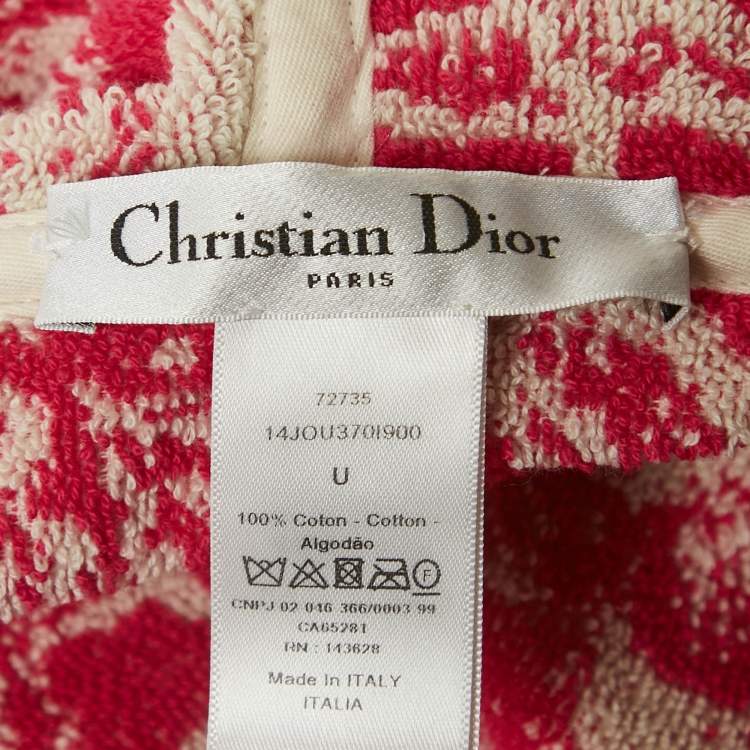 Christian Dior
PARIS
72735
14JOU370I900
U
100% Coton - Cotton -
Algodão
F
CNPJ 02 046 366/0003 99
CA65281
RN : 143628
Made In ITALY
ITALIA